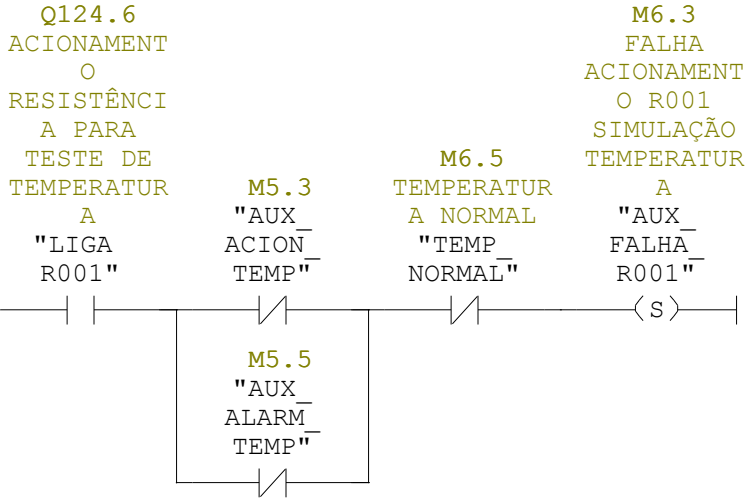 Q124.6
ACIONAMENT
O
RESISTÊNCI
A PARA
TESTE DE
TEMPERATUR
A
"LIGA
R001"
M5.3
"AUX_
ACION_
TEMP"
M6.5
TEMPERATUR
A NORMAL
"TEMP_
NORMAL"
M6.3
FALHA
ACIONAMENT
O R001
SIMULAÇÃO
TEMPERATUR
A
"AUX_
FALHA_
R001"
S
M5.5
"AUX_
ALARM_
TEMP"